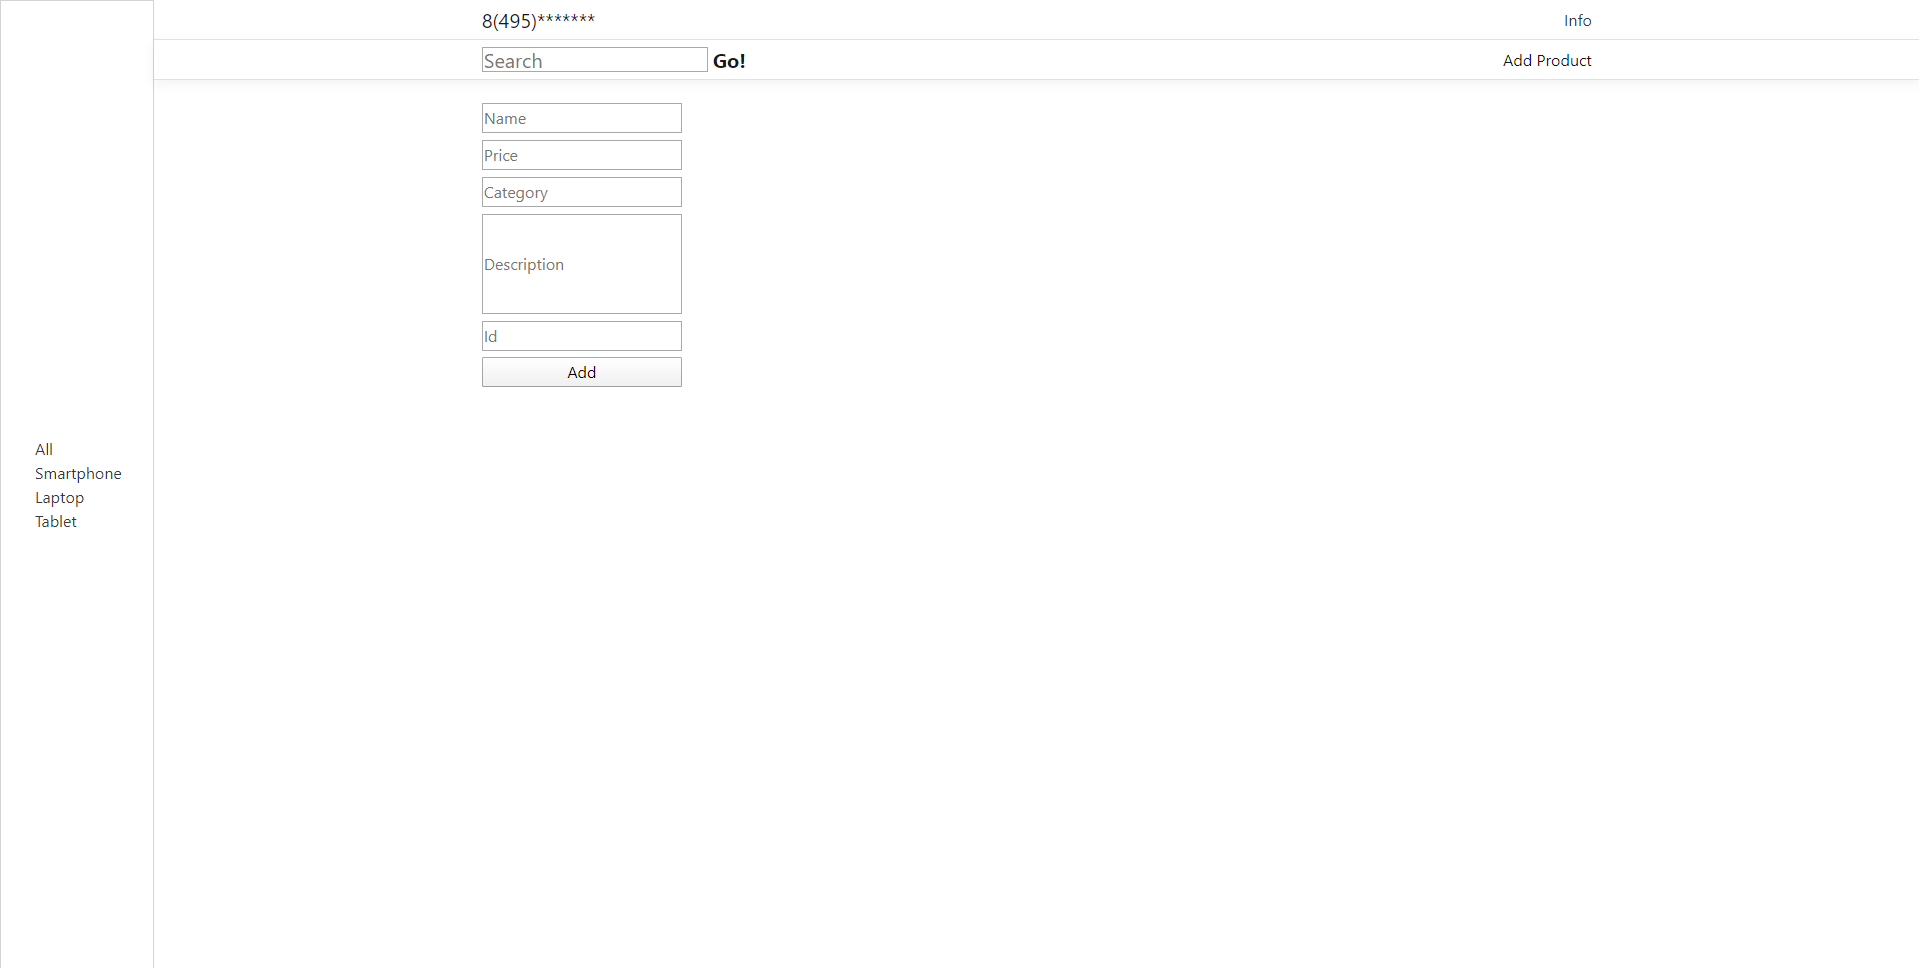 8(495)*******
Info
Search Go!
Add Product
Name
Price
Category
Description
Id
Add
All
Smartphone
Laptop
Tablet